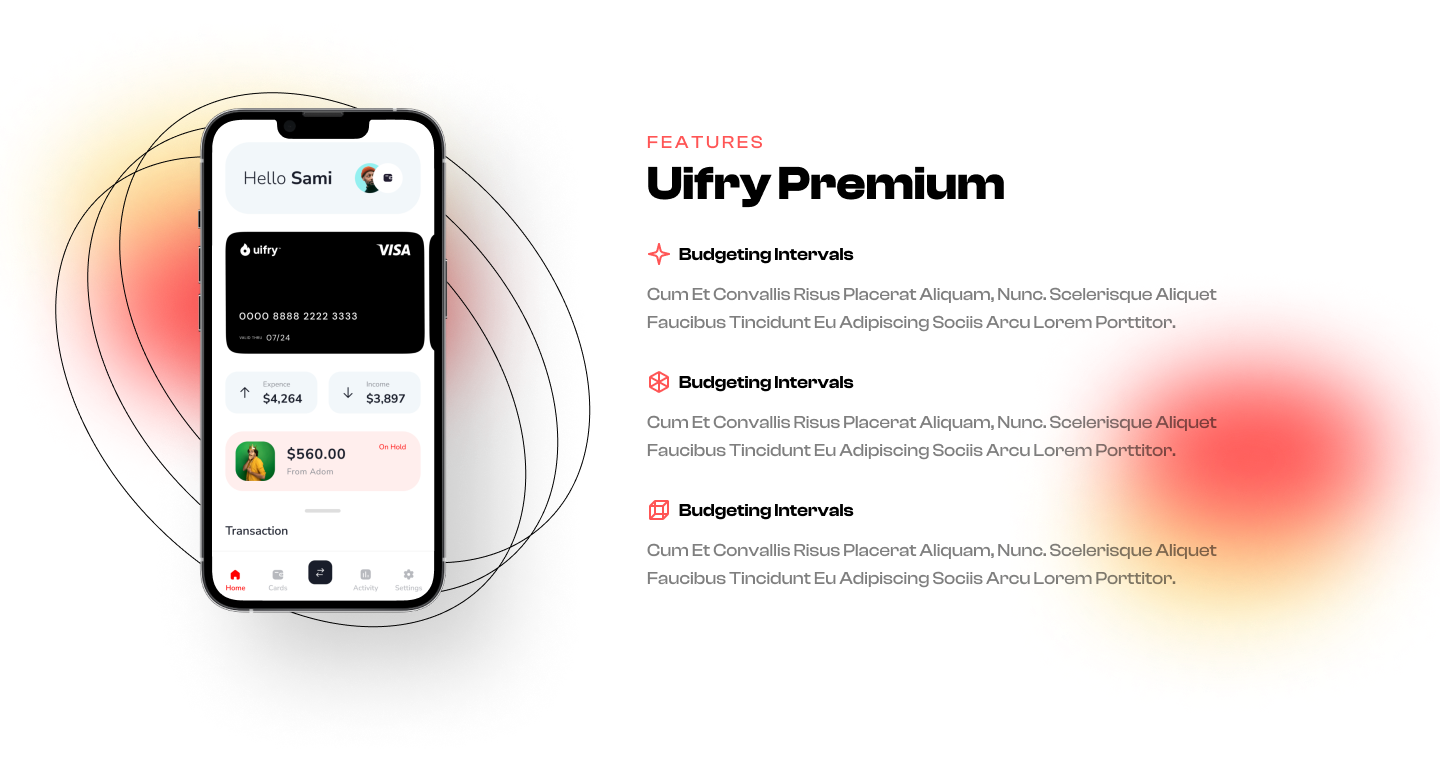 Hello Sami
uifry™
VISA
0000 8888 2222 3333
VALID THRU 07/24
Expence
$4,264
Income
$3,897
$560.00
On Hold
From Adom
Transaction
Home
Cards
Activity
Settings
FEATURES
Uifry Premium
Budgeting Intervals
Cum Et Convallis Risus Placerat Aliquam, Nunc. Scelerisque Aliquet
Faucibus Tincidunt Eu Adipiscing Sociis Arcu Lorem Porttitor.
Budgeting Intervals
Cum Et Convallis Risus Placerat Aliquam, Nunc. Scelerisque Aliquet
Faucibus Tincidunt Eu Adipiscing Sociis Arcu Lorem Porttitor.
Budgeting Intervals
Cum Et Convallis Risus Placerat Aliquam, Nunc. Scelerisque Aliquet
Faucibus Tincidunt Eu Adipiscing Sociis Arcu Lorem Porttitor.